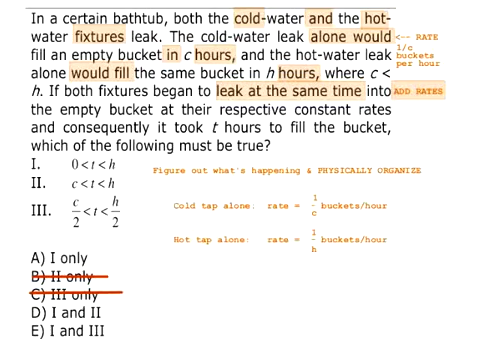 In a certain bathtub, both the cold-water and the hot-
water fixtures leak. The cold-water leak alone would
fill an empty bucket in c hours, and the hot-water leak
alone would fill the same bucket in h hours, where c <
h. If both fixtures began to leak at the same time into
the empty bucket at their respective constant rates
and consequently it took t hours to fill the bucket,
which of the following must be true?
<-- RATE
1/c
buckets
per hour
ADD RATES
I. 0 < t < h
II. c < t < h
III. c/2 < t < h/2
Figure out what's happening & PHYSICALLY ORGANIZE
Cold tap alone: rate = 1/c buckets/hour
Hot tap alone: rate = 1/h buckets/hour
A) I only
B) II only
C) III only
D) I and II
E) I and III